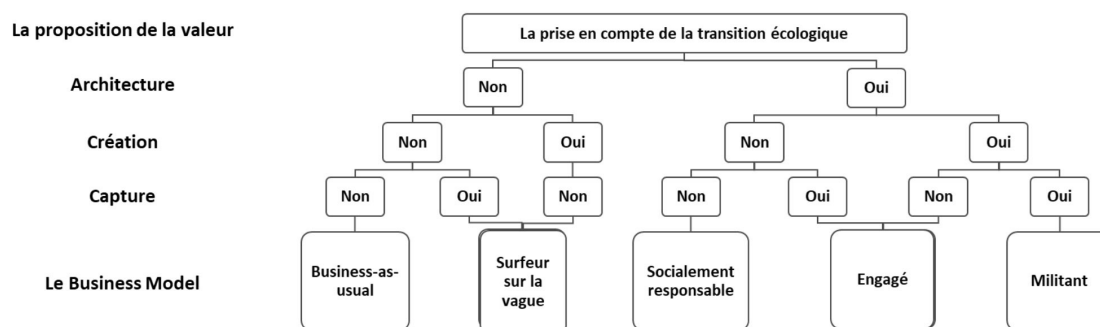 La proposition de la valeur
La prise en compte de la transition écologique
Architecture
Non
Oui
Création
Non
Oui
Non
Oui
Capture
Non
Oui
Non
Non
Oui
Non
Oui
Le Business Model
Business-as-
usual
Surfeur
sur la
vague
Socialement
responsable
Engagé
Militant